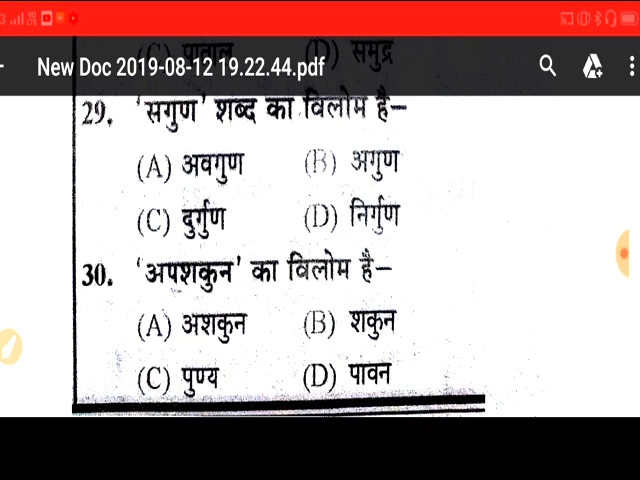 (C) पाताल (D) समुद्र
New Doc 2019-08-12 19.22.44.pdf
29. 'सगुण' शब्द का विलोम है–
(A) अवगुण (B) अगुण
(C) दुर्गुण (D) निर्गुण
30. 'अपशकुन' का विलोम है–
(A) अशकुन (B) शकुन
(C) पुण्य (D) पावन